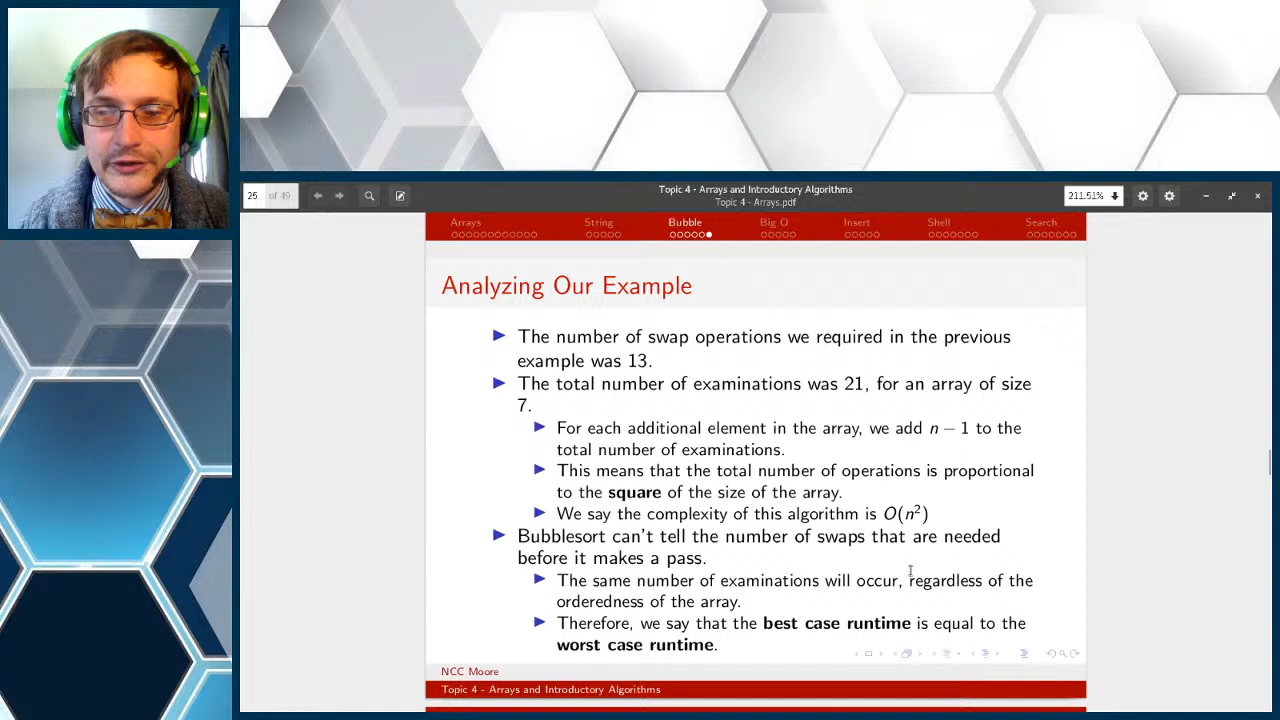 Topic 4 - Arrays and Introductory Algorithms
Topic 4 - Arrays.pdf
25 of 49
211.51%
Arrays String Bubble Big O Insert Shell Search
Analyzing Our Example
The number of swap operations we required in the previous
example was 13.
The total number of examinations was 21, for an array of size
7.
For each additional element in the array, we add n − 1 to the
total number of examinations.
This means that the total number of operations is proportional
to the square of the size of the array.
We say the complexity of this algorithm is O(n²)
Bubblesort can't tell the number of swaps that are needed
before it makes a pass.
The same number of examinations will occur, regardless of the
orderedness of the array.
Therefore, we say that the best case runtime is equal to the
worst case runtime.
NCC Moore
Topic 4 - Arrays and Introductory Algorithms